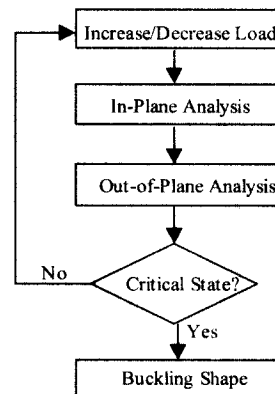 Increase/Decrease Load
In-Plane Analysis
Out-of-Plane Analysis
No
Critical State?
Yes
Buckling Shape